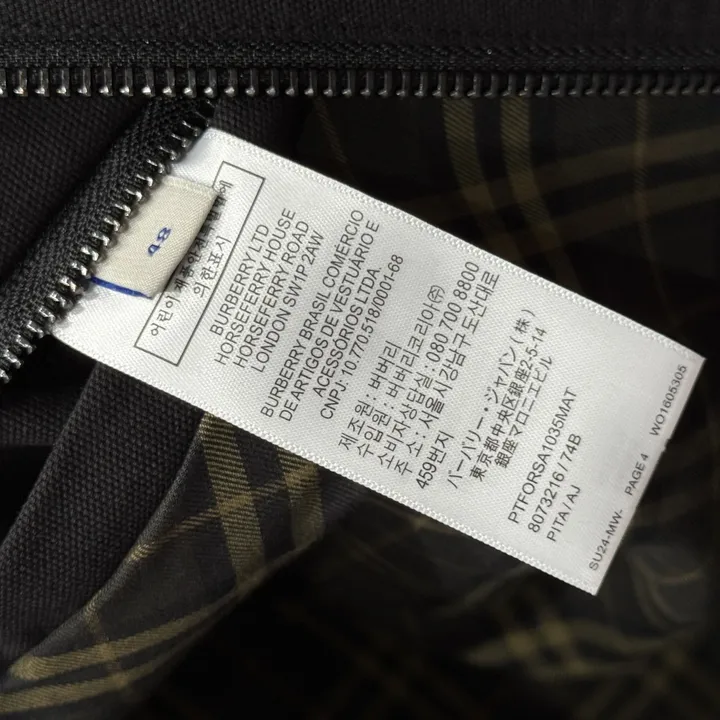 48
어린이 제품안전
의한표시
BURBERRY LTD
HORSEFERRY HOUSE
HORSEFERRY ROAD
LONDON SW1P 2AW
BURBERRY BRASIL COMÉRCIO
DE ARTIGOS DE VESTUÁRIO E
ACESSÓRIOS LTDA.
CNPJ: 10.770.518/0001-68
제조원 : 버버리
수입원 : 버버리코리아(주)
소비자상담실 : 080 700 8800
주소 : 서울시 강남구 도산대로
459번지
バーバリー・ジャパン(株)
東京都中央区銀座2-5-14
銀座マロニエビル
PTFORSA1035MAT
8073216 / 74B
PITA / AJ
SU24-MW- PAGE 4 WO1605305